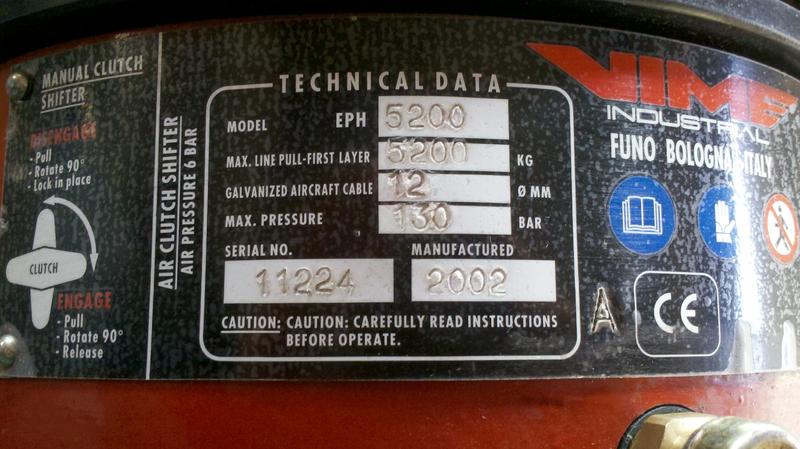 MANUAL CLUTCH
SHIFTER
DISENGAGE
- Pull
- Rotate 90°
- Lock in place
CLUTCH
ENGAGE
- Pull
- Rotate 90°
- Release
AIR CLUTCH SHIFTER
AIR PRESSURE 6 BAR
TECHNICAL DATA
MODEL EPH 5200
MAX. LINE PULL-FIRST LAYER 5200 KG
GALVANIZED AIRCRAFT CABLE 12 Ø MM
MAX. PRESSURE 130 BAR
SERIAL NO. MANUFACTURED
11224 2002
CAUTION: CAUTION: CAREFULLY READ INSTRUCTIONS
BEFORE OPERATE.
VIME
INDUSTRIAL
FUNO BOLOGNA-ITALY
A CE